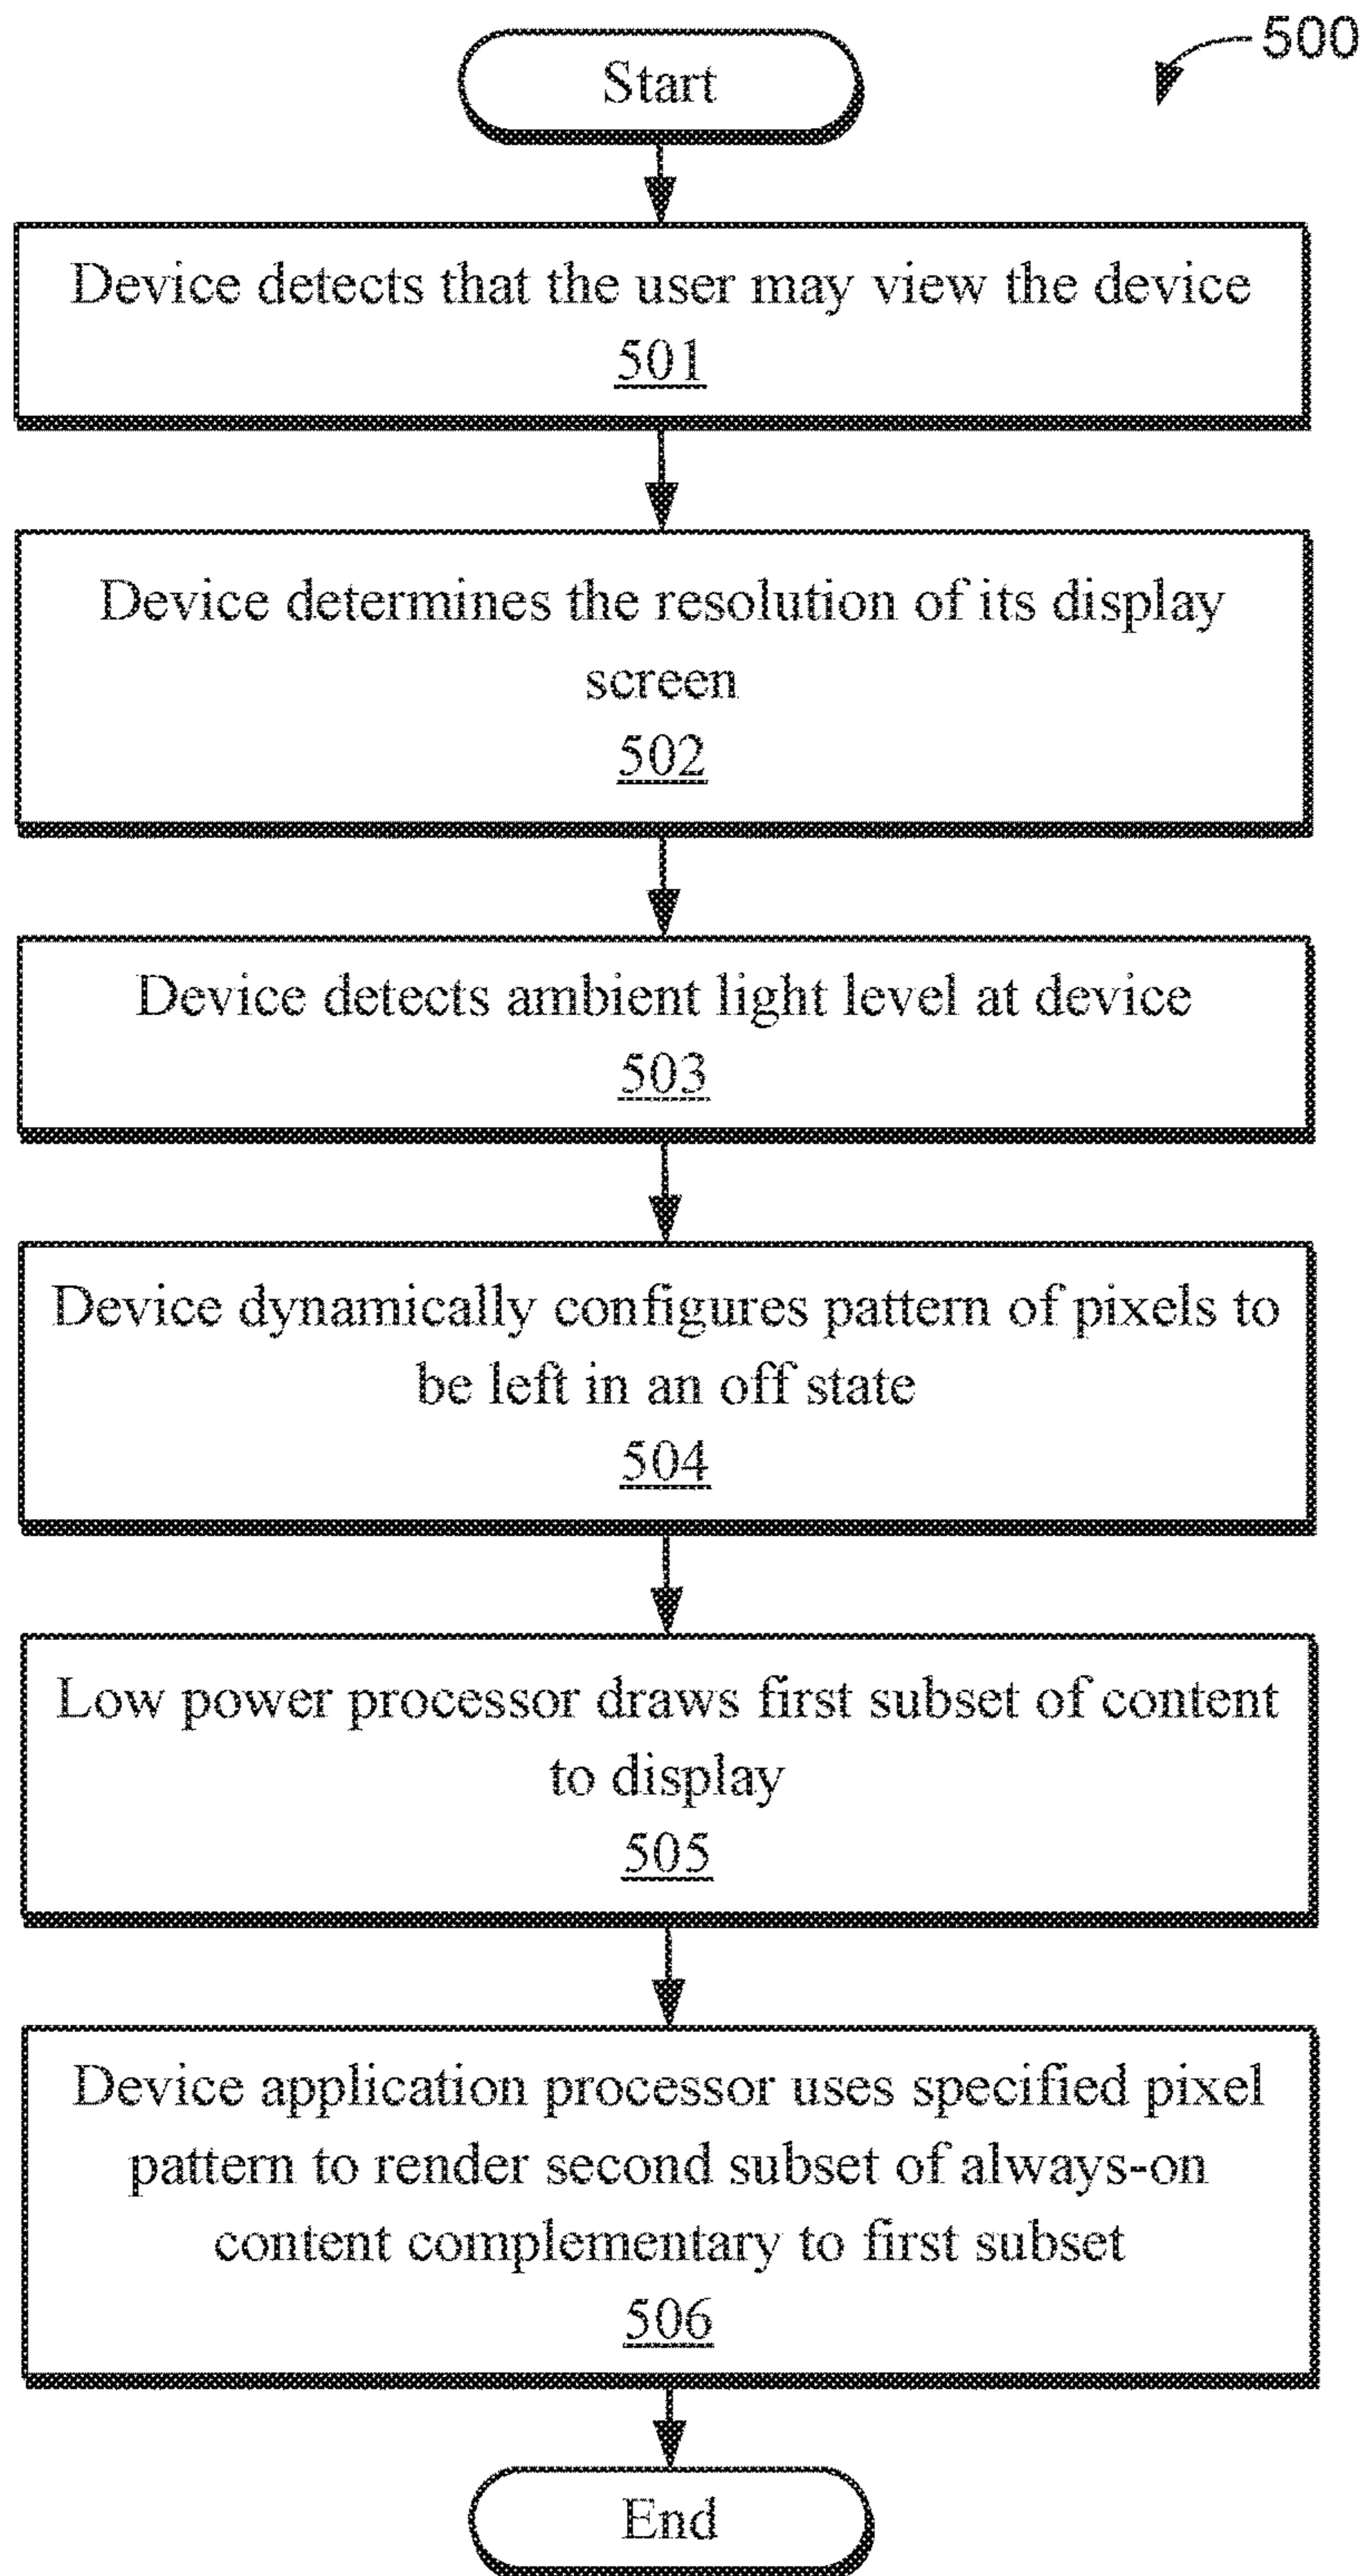 500
Start
Device detects that the user may view the device
501
Device determines the resolution of its display
screen
502
Device detects ambient light level at device
503
Device dynamically configures pattern of pixels to
be left in an off state
504
Low power processor draws first subset of content
to display
505
Device application processor uses specified pixel
pattern to render second subset of always-on
content complementary to first subset
506
End